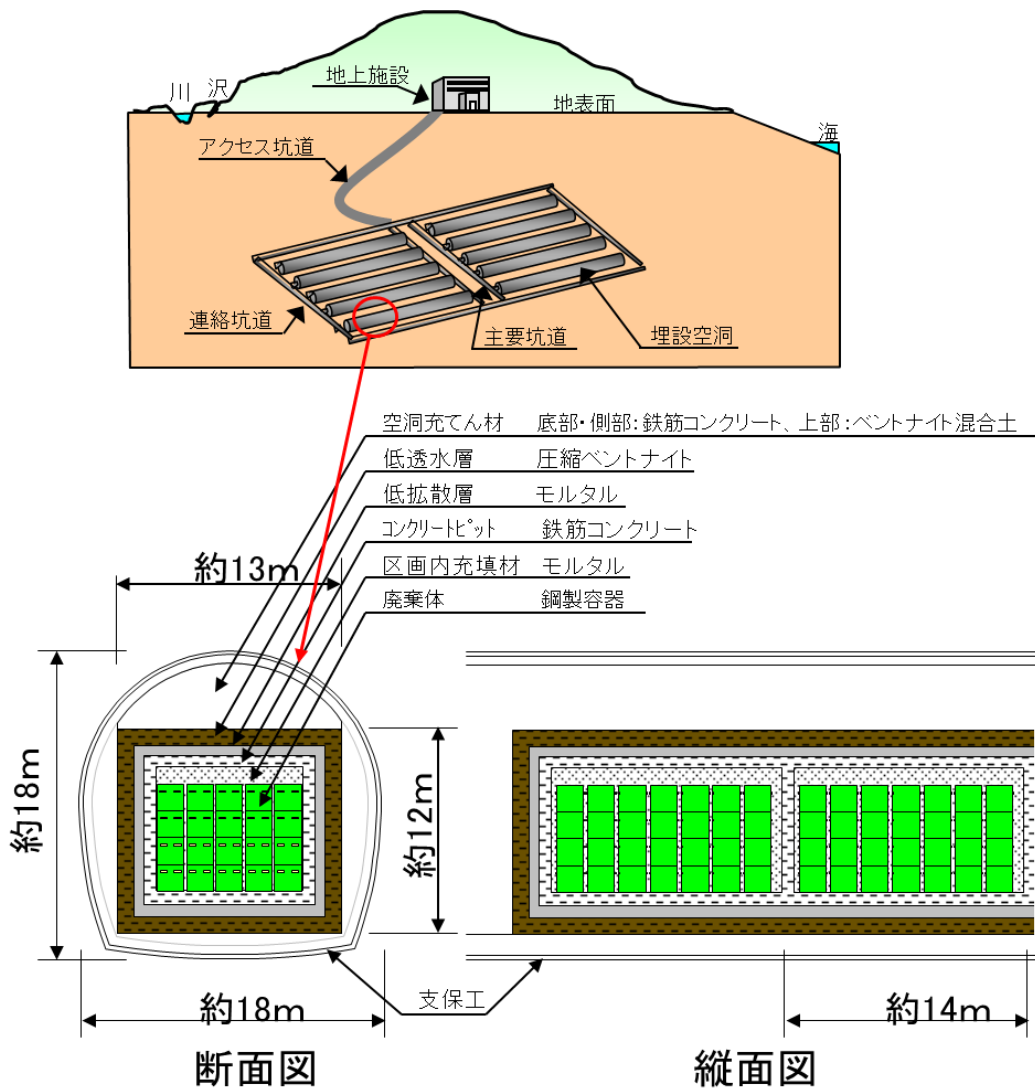 地上施設
川
沢
地表面
海
アクセス坑道
連絡坑道
主要坑道
埋設空洞
空洞充てん材 底部・側部：鉄筋コンクリート、上部：ベントナイト混合土
低透水層 圧縮ベントナイト
低拡散層 モルタル
コンクリートピット 鉄筋コンクリート
区画内充填材 モルタル
廃棄体 鋼製容器
約13m
約18m
約12m
支保工
約18m
約14m
断面図
縦面図